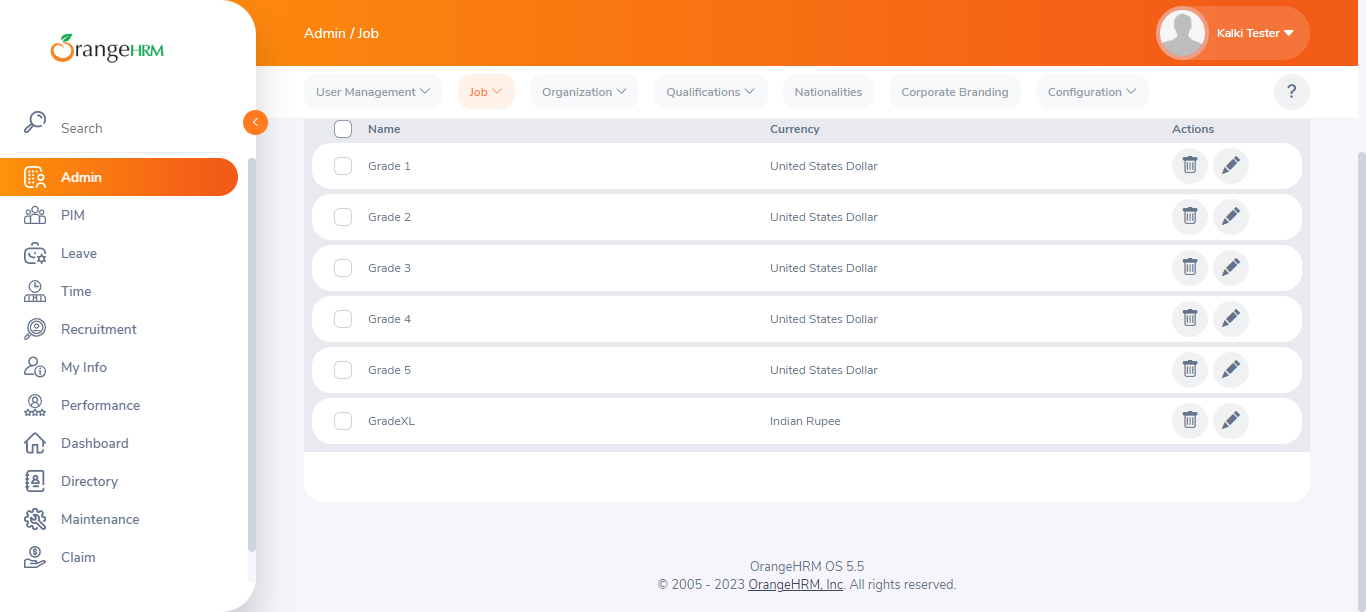 OrangeHRM
Search
Admin
PIM
Leave
Time
Recruitment
My Info
Performance
Dashboard
Directory
Maintenance
Claim
Admin / Job
Kalki Tester
User Management Job Organization Qualifications Nationalities Corporate Branding Configuration ?
Name Currency Actions
Grade 1 United States Dollar
Grade 2 United States Dollar
Grade 3 United States Dollar
Grade 4 United States Dollar
Grade 5 United States Dollar
GradeXL Indian Rupee
OrangeHRM OS 5.5
© 2005 - 2023 OrangeHRM, Inc. All rights reserved.